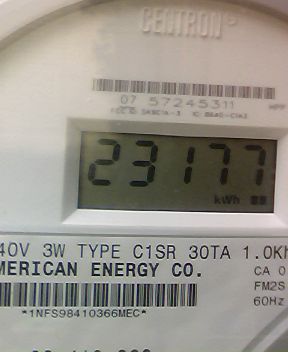 CENTRON
07 57245311
23177
kWh
40V 3W TYPE C1SR 30TA 1.0Kh
MERICAN ENERGY CO.
CA 0
FM2S
60Hz
*1NFS98410366MEC*